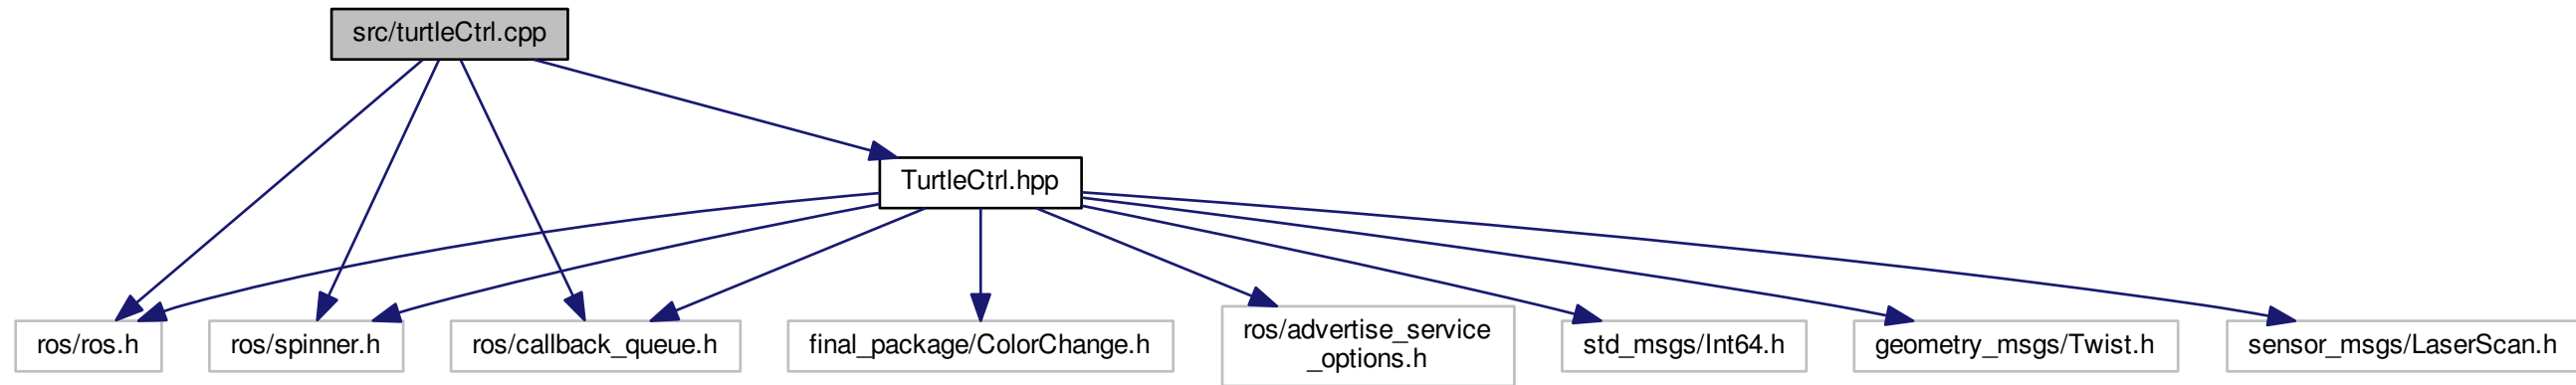 src/turtleCtrl.cpp
TurtleCtrl.hpp
ros/ros.h
ros/spinner.h
ros/callback_queue.h
final_package/ColorChange.h
ros/advertise_service
_options.h
std_msgs/Int64.h
geometry_msgs/Twist.h
sensor_msgs/LaserScan.h